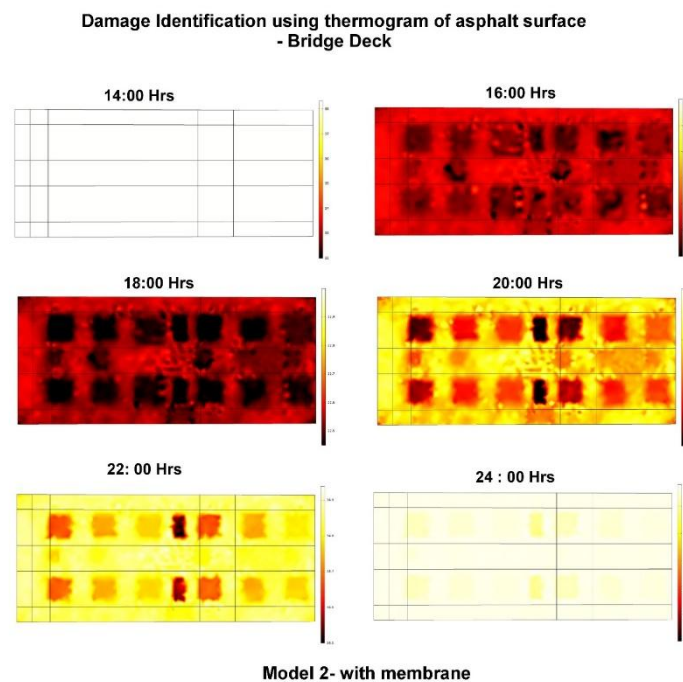 Damage Identification using thermogram of asphalt surface
- Bridge Deck
14:00 Hrs
16:00 Hrs
18:00 Hrs
20:00 Hrs
22: 00 Hrs
24 : 00 Hrs
Model 2- with membrane